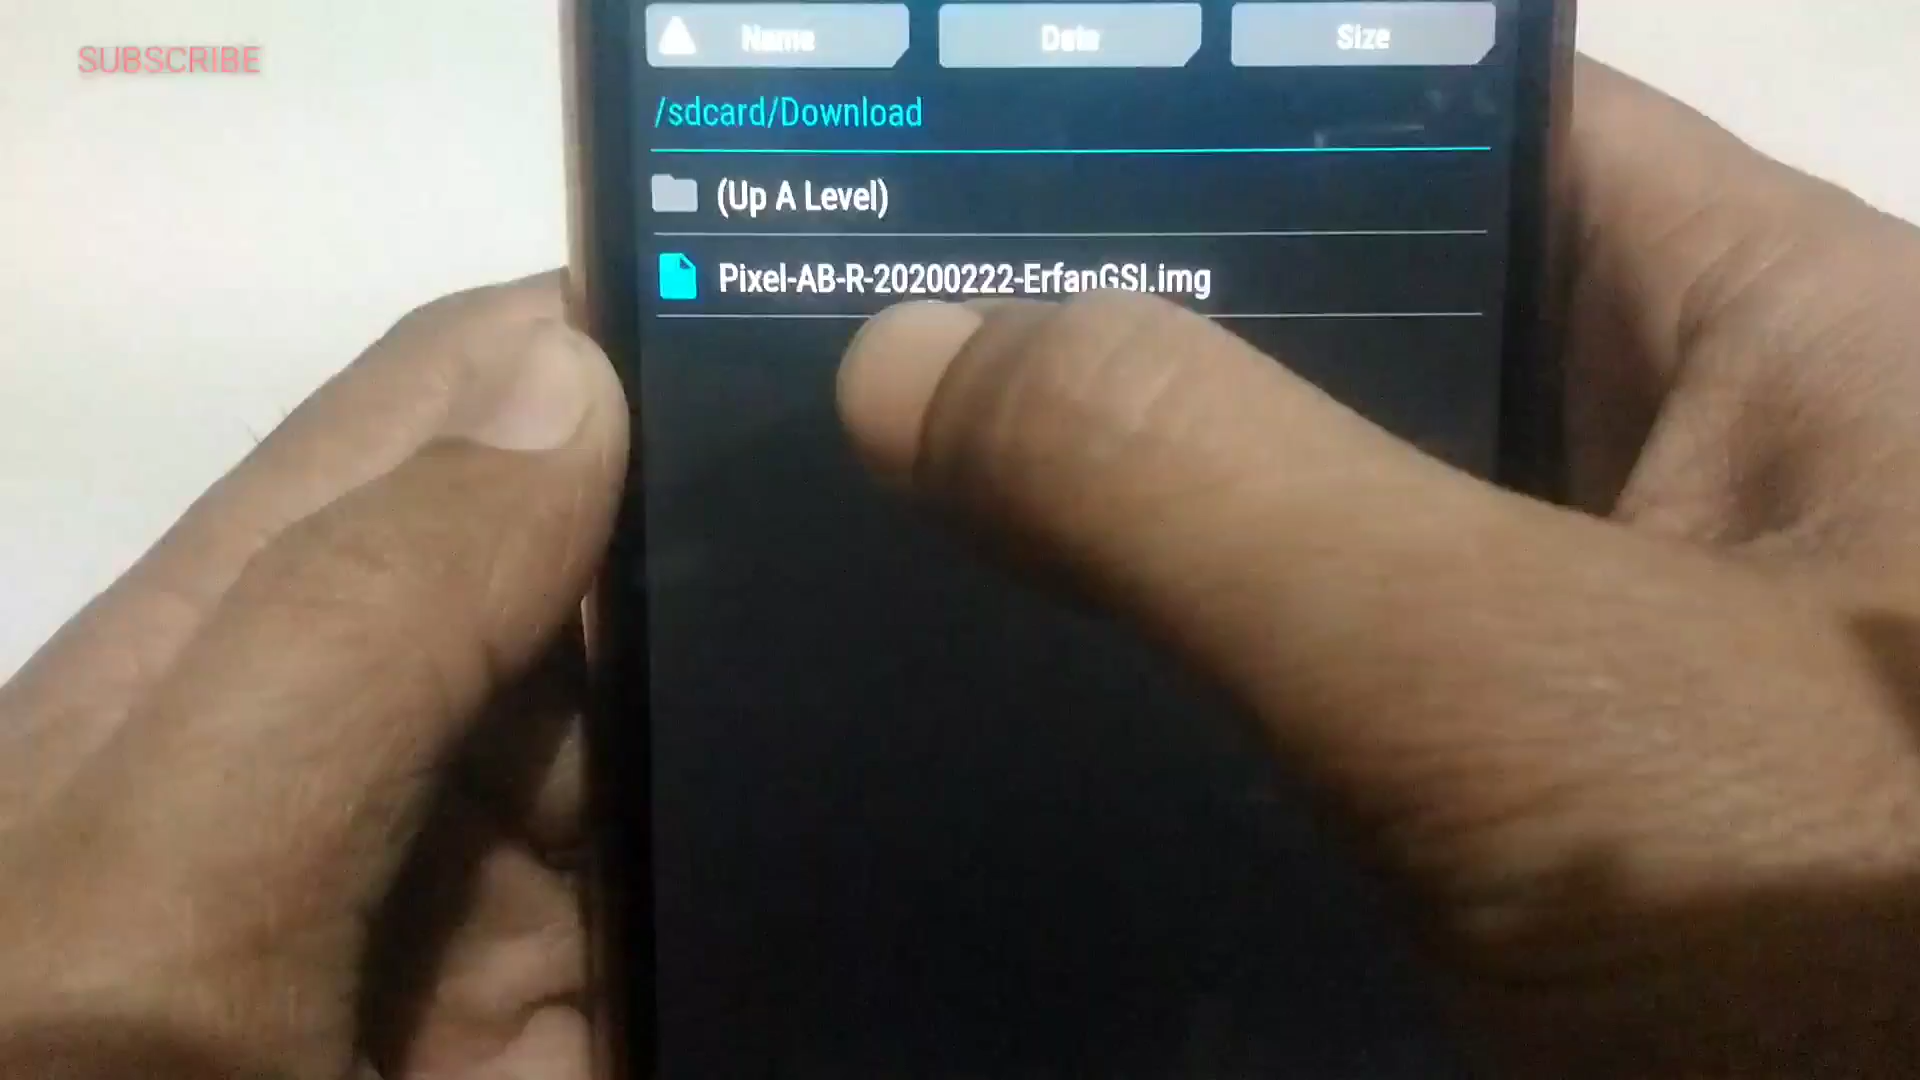 SUBSCRIBE
Name
Date
Size
/sdcard/Download
(Up A Level)
Pixel-AB-R-20200222-ErfanGSI.img